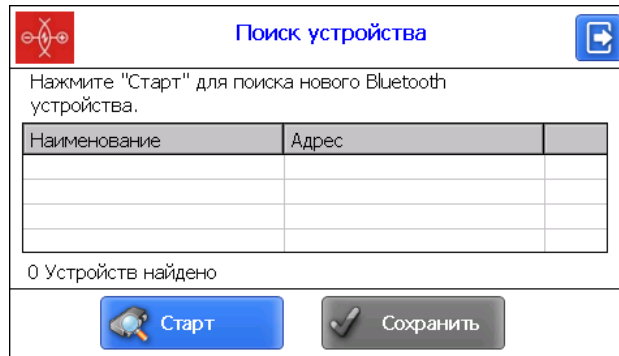 Поиск устройства
Нажмите "Старт" для поиска нового Bluetooth
устройства.
Наименование Адрес
0 Устройств найдено
Старт Сохранить